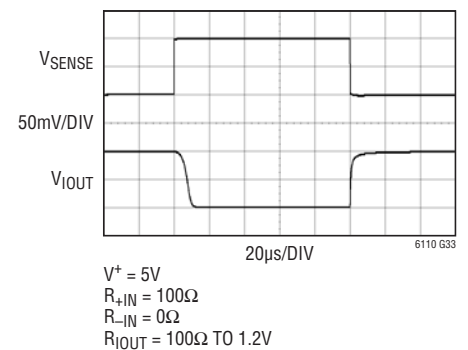 VSENSE
50mV/DIV
VIOUT
20µs/DIV
6110 G33
V+ = 5V
R+IN = 100Ω
R–IN = 0Ω
RIOUT = 100Ω TO 1.2V